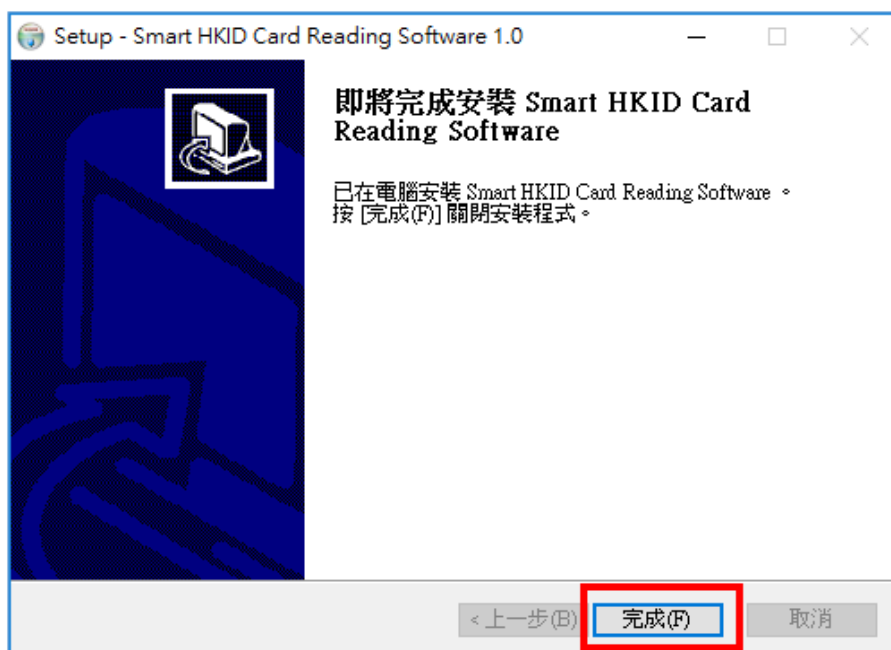 Setup - Smart HKID Card Reading Software 1.0
即將完成安裝 Smart HKID Card
Reading Software
已在電腦安裝 Smart HKID Card Reading Software 。
按 [完成(F)] 關閉安裝程式。
<上一步(B)
完成(F)
取消